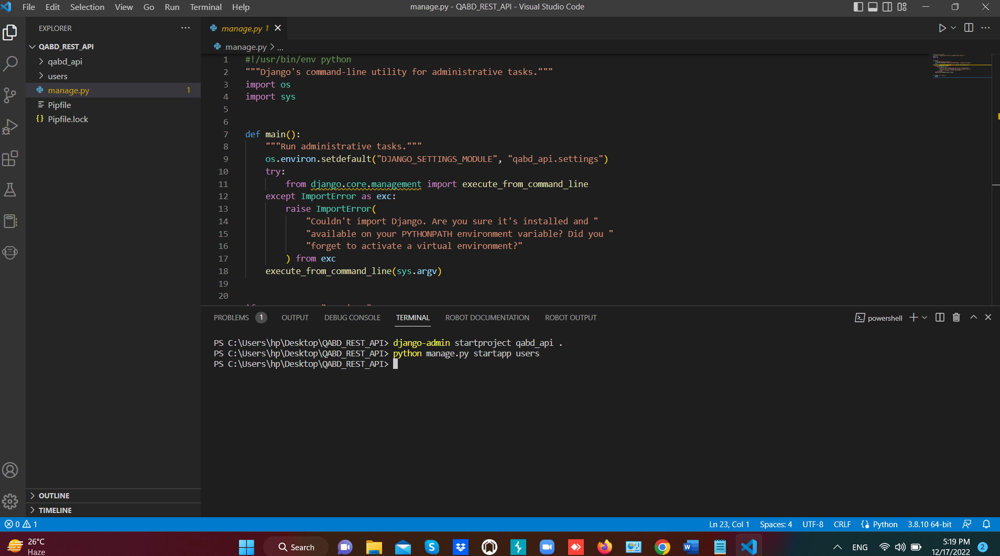 File Edit Selection View Go Run Terminal Help
manage.py - QABD_REST_API - Visual Studio Code
EXPLORER
QABD_REST_API
qabd_api
users
manage.py 1
Pipfile
Pipfile.lock
OUTLINE
TIMELINE
manage.py 1
manage.py > ...
1 #!/usr/bin/env python
2 """Django's command-line utility for administrative tasks."""
3 import os
4 import sys
5
6
7 def main():
8 """Run administrative tasks."""
9 os.environ.setdefault("DJANGO_SETTINGS_MODULE", "qabd_api.settings")
10 try:
11 from django.core.management import execute_from_command_line
12 except ImportError as exc:
13 raise ImportError(
14 "Couldn't import Django. Are you sure it's installed and "
15 "available on your PYTHONPATH environment variable? Did you "
16 "forget to activate a virtual environment?"
17 ) from exc
18 execute_from_command_line(sys.argv)
19
20
PROBLEMS 1 OUTPUT DEBUG CONSOLE TERMINAL ROBOT DOCUMENTATION ROBOT OUTPUT
powershell
PS C:\Users\hp\Desktop\QABD_REST_API> django-admin startproject qabd_api .
PS C:\Users\hp\Desktop\QABD_REST_API> python manage.py startapp users
PS C:\Users\hp\Desktop\QABD_REST_API>
0 1
Ln 23, Col 1 Spaces: 4 UTF-8 CRLF Python 3.8.10 64-bit
26°C
Haze
Search
ENG
5:19 PM
12/17/2022
2